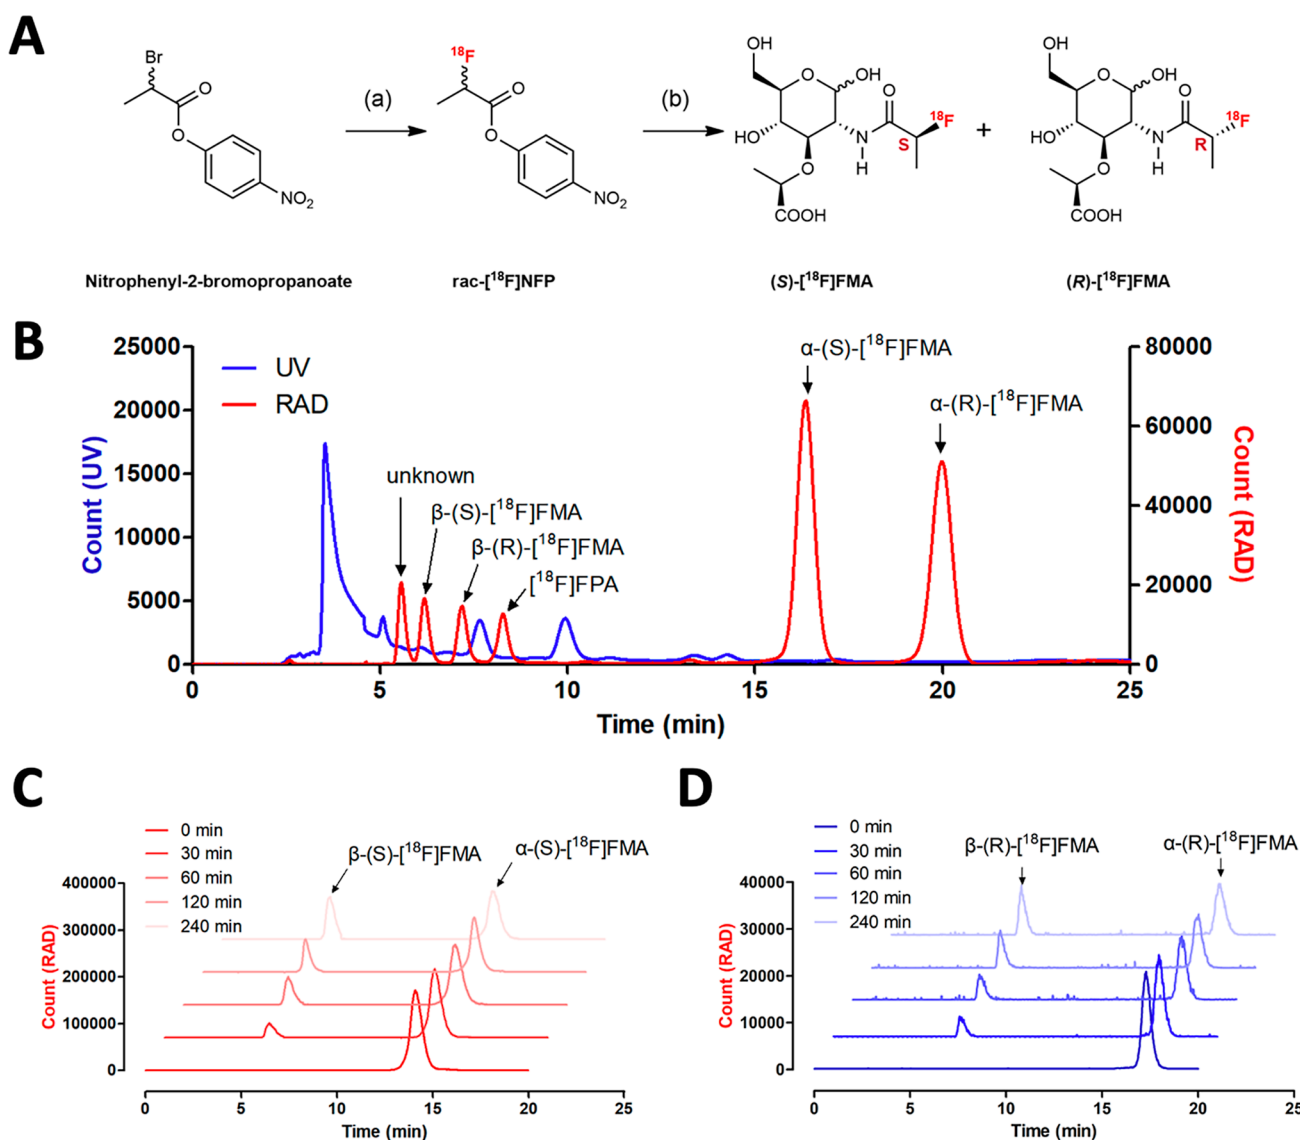 A
Br
O
O
NO₂
(a)
¹⁸F
O
O
NO₂
(b)
OH
O
OH
HO
O
N
H
O
¹⁸F
S
COOH
+
OH
O
OH
HO
O
N
H
O
¹⁸F
R
COOH
Nitrophenyl-2-bromopropanoate
rac-[¹⁸F]NFP
(S)-[¹⁸F]FMA
(R)-[¹⁸F]FMA
B
UV
RAD
unknown
β-(S)-[¹⁸F]FMA
β-(R)-[¹⁸F]FMA
[¹⁸F]FPA
α-(S)-[¹⁸F]FMA
α-(R)-[¹⁸F]FMA
Count (UV)
25000
20000
15000
10000
5000
0
Count (RAD)
80000
60000
40000
20000
0
0 5 10 15 20 25
Time (min)
C
0 min
30 min
60 min
120 min
240 min
β-(S)-[¹⁸F]FMA
α-(S)-[¹⁸F]FMA
Count (RAD)
400000
300000
200000
100000
0
0 5 10 15 20 25
Time (min)
D
0 min
30 min
60 min
120 min
240 min
β-(R)-[¹⁸F]FMA
α-(R)-[¹⁸F]FMA
Count (RAD)
40000
30000
20000
10000
0
0 5 10 15 20 25
Time (min)